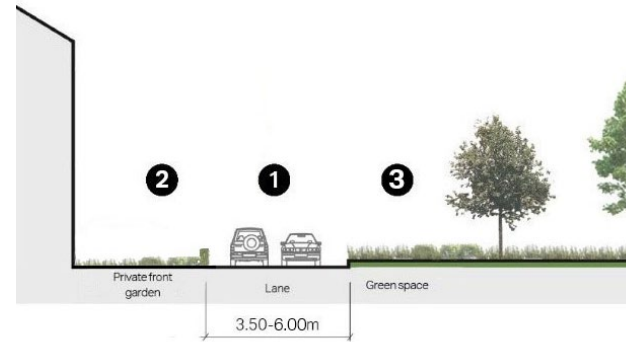 2
1
3
Private front
garden
Lane
Green space
3.50-6.00m